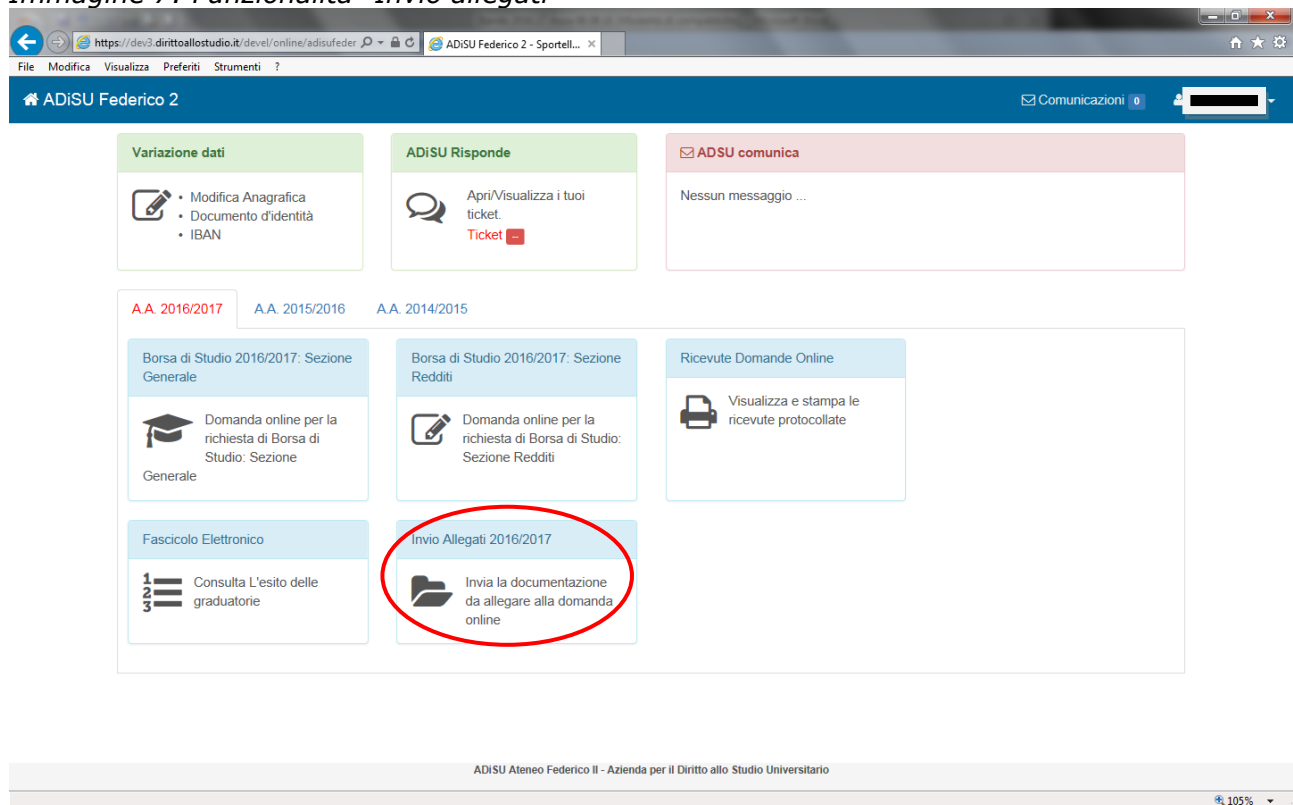 Immagine 7: Funzionalità "Invio allegati"
https://dev3.dirittoallostudio.it/devel/online/adisufeder
ADiSU Federico 2 - Sportell...
File Modifica Visualizza Preferiti Strumenti ?
ADiSU Federico 2
Comunicazioni 0
Variazione dati
• Modifica Anagrafica
• Documento d'identità
• IBAN
ADiSU Risponde
Apri/Visualizza i tuoi
ticket.
Ticket --
ADSU comunica
Nessun messaggio ...
A.A. 2016/2017 A.A. 2015/2016 A.A. 2014/2015
Borsa di Studio 2016/2017: Sezione
Generale
Domanda online per la
richiesta di Borsa di
Studio: Sezione
Generale
Borsa di Studio 2016/2017: Sezione
Redditi
Domanda online per la
richiesta di Borsa di Studio:
Sezione Redditi
Ricevute Domande Online
Visualizza e stampa le
ricevute protocollate
Fascicolo Elettronico
1
2
3
Consulta L'esito delle
graduatorie
Invio Allegati 2016/2017
Invia la documentazione
da allegare alla domanda
online
ADiSU Ateneo Federico II - Azienda per il Diritto allo Studio Universitario
105%